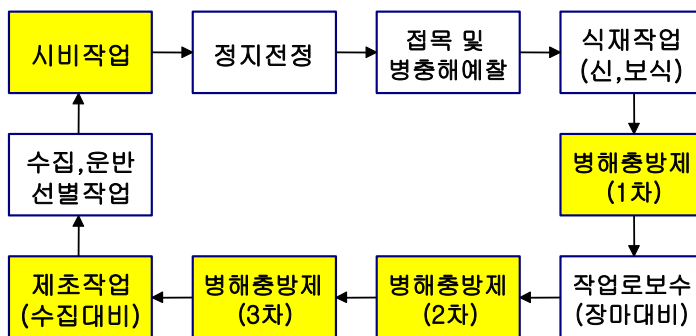 시비작업
정지전정
접목 및
병충해예찰
식재작업
(신,보식)
병해충방제
(1차)
작업로보수
(장마대비)
병해충방제
(2차)
병해충방제
(3차)
제초작업
(수집대비)
수집,운반
선별작업